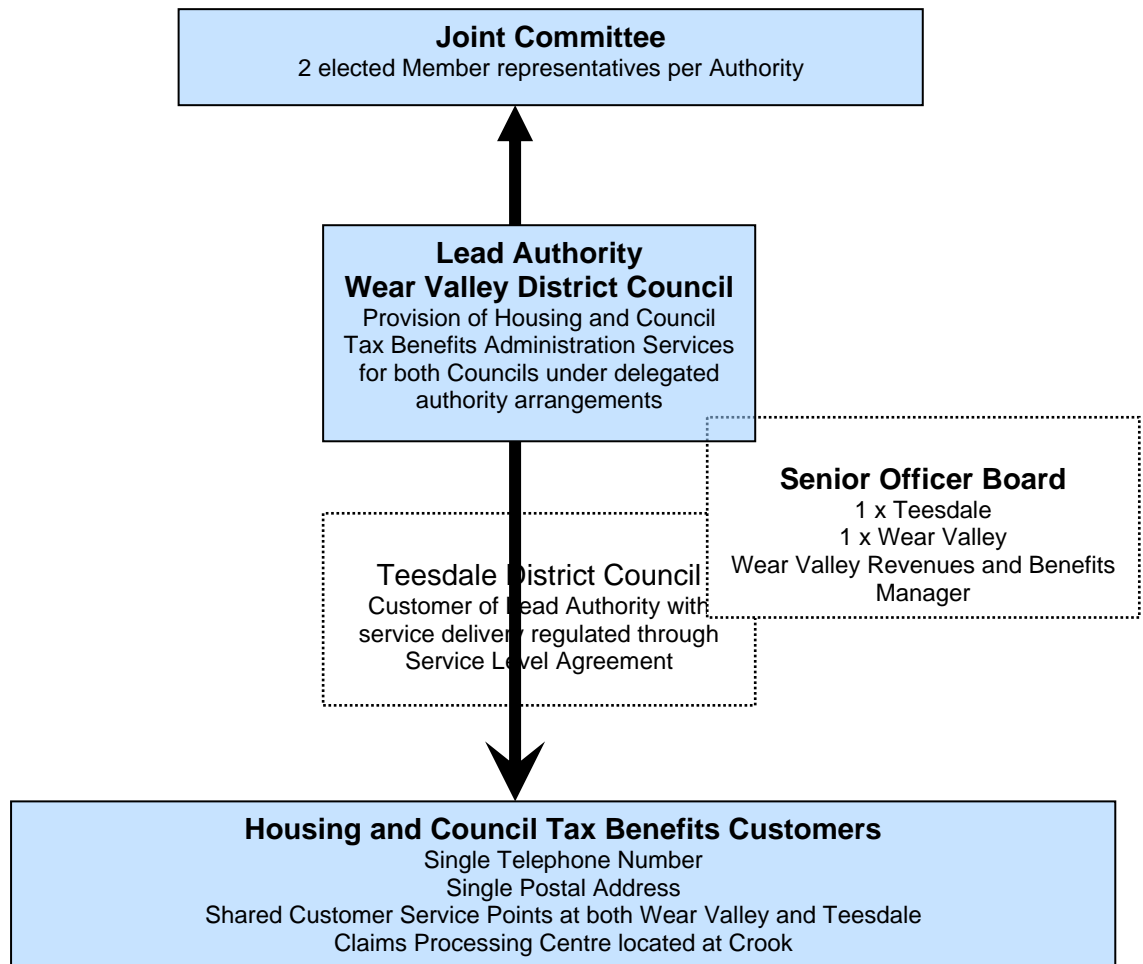 Joint Committee
2 elected Member representatives per Authority
Lead Authority
Wear Valley District Council
Provision of Housing and Council
Tax Benefits Administration Services
for both Councils under delegated
authority arrangements
Senior Officer Board
1 x Teesdale
1 x Wear Valley
Wear Valley Revenues and Benefits
Manager
Teesdale District Council
Customer of Lead Authority with
service delivery regulated through
Service Level Agreement
Housing and Council Tax Benefits Customers
Single Telephone Number
Single Postal Address
Shared Customer Service Points at both Wear Valley and Teesdale
Claims Processing Centre located at Crook